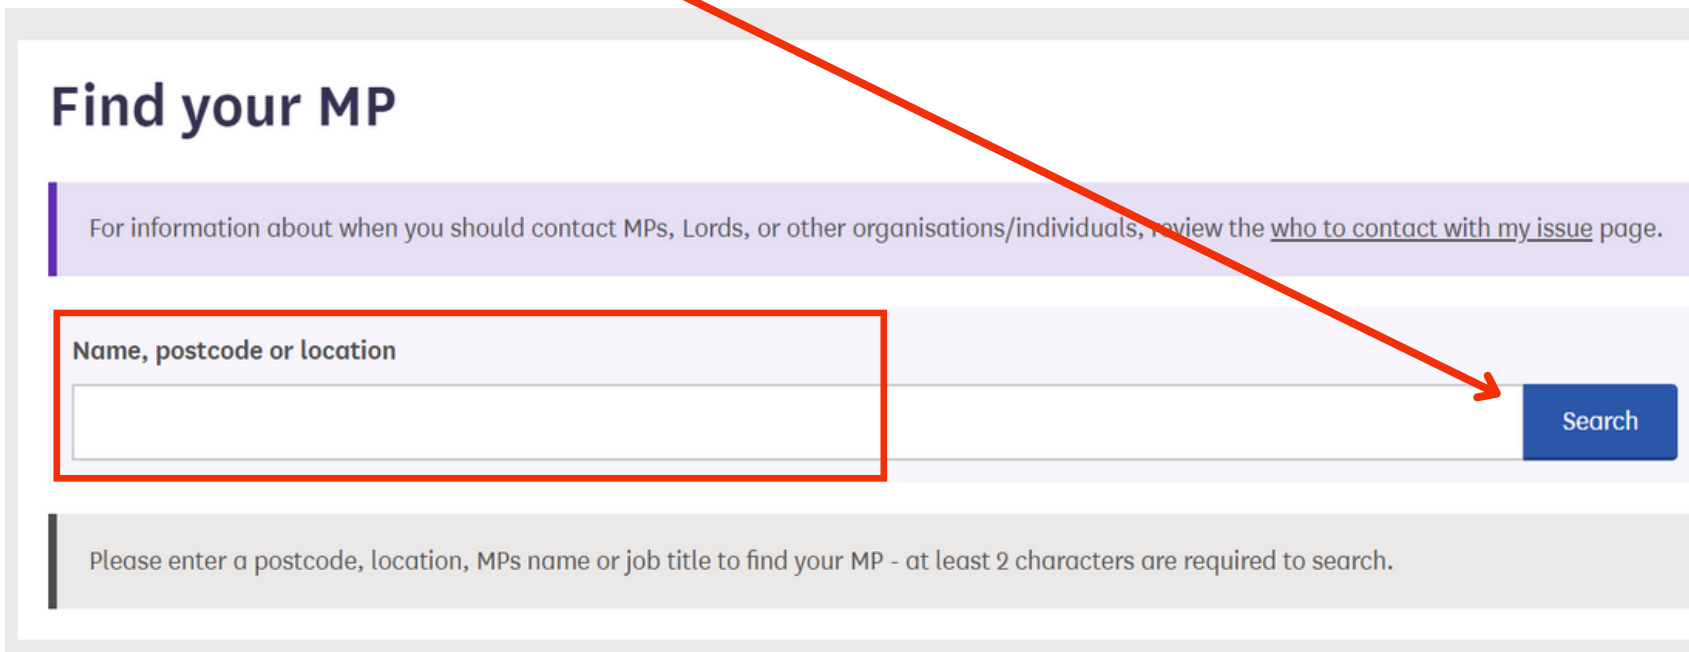 Find your MP
For information about when you should contact MPs, Lords, or other organisations/individuals, review the who to contact with my issue page.
Name, postcode or location
Search
Please enter a postcode, location, MPs name or job title to find your MP - at least 2 characters are required to search.